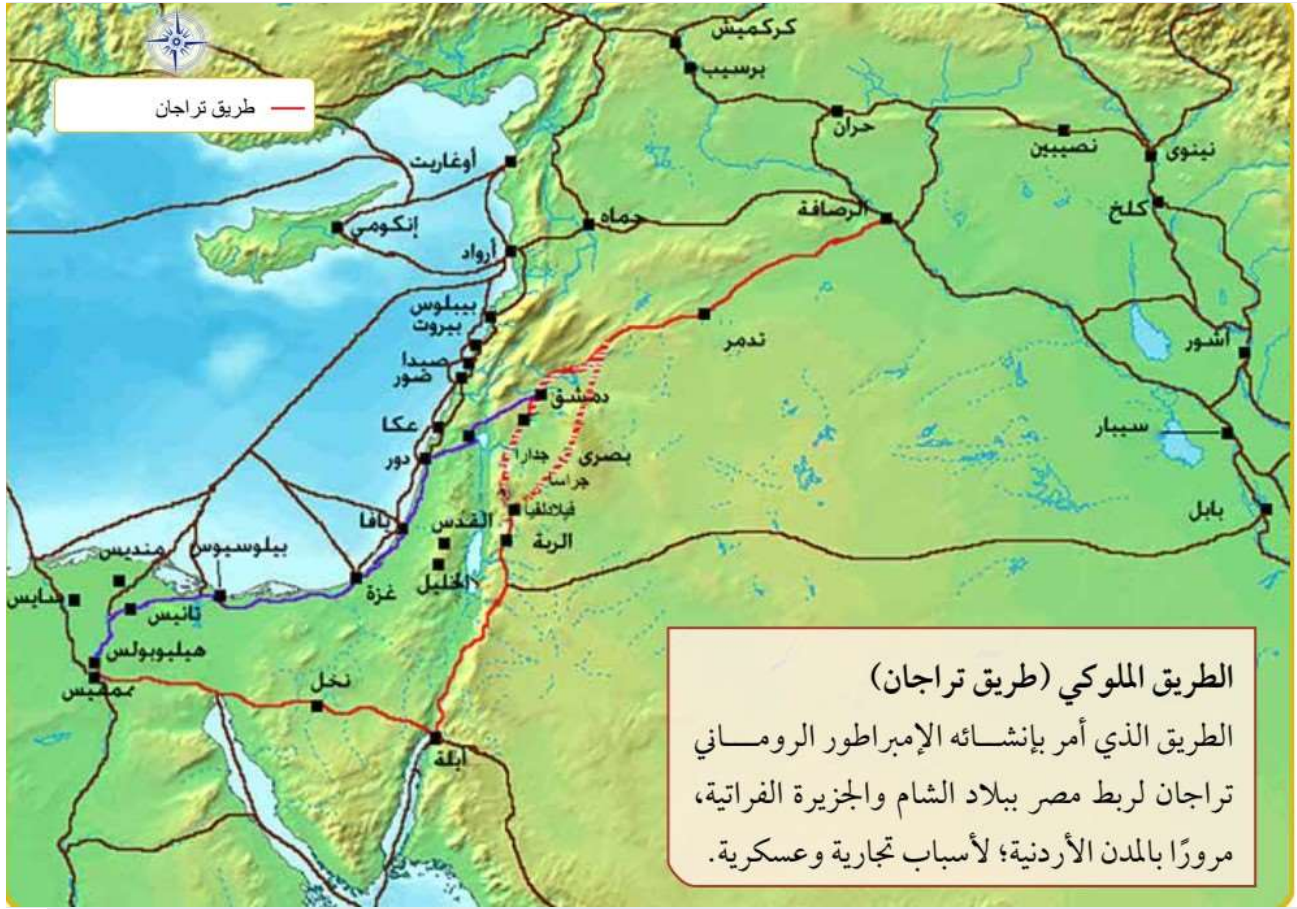 طريق تراجان
كركميش
برسيب
حران
نصيبين
نينوى
كلخ
أوغاريت
إنكومي
حماه
الرصافة
أرواد
بيبلوس
بيروت
صيدا
صور
تدمر
آشور
دمشق
عكا
سيبار
جدارا
بصرى
دور
جراسا
فيلادلفيا
بابل
يافا
القدس
الربة
بيلوسيوس
منديس
الخليل
غزة
سايس
تانيس
هيليوبولس
ممفيس
نخل
أيلة
الطريق الملوكي (طريق تراجان)
الطريق الذي أمر بإنشائه الإمبراطور الروماني
تراجان لربط مصر ببلاد الشام والجزيرة الفراتية،
مرورًا بالمدن الأردنية؛ لأسباب تجارية وعسكرية.